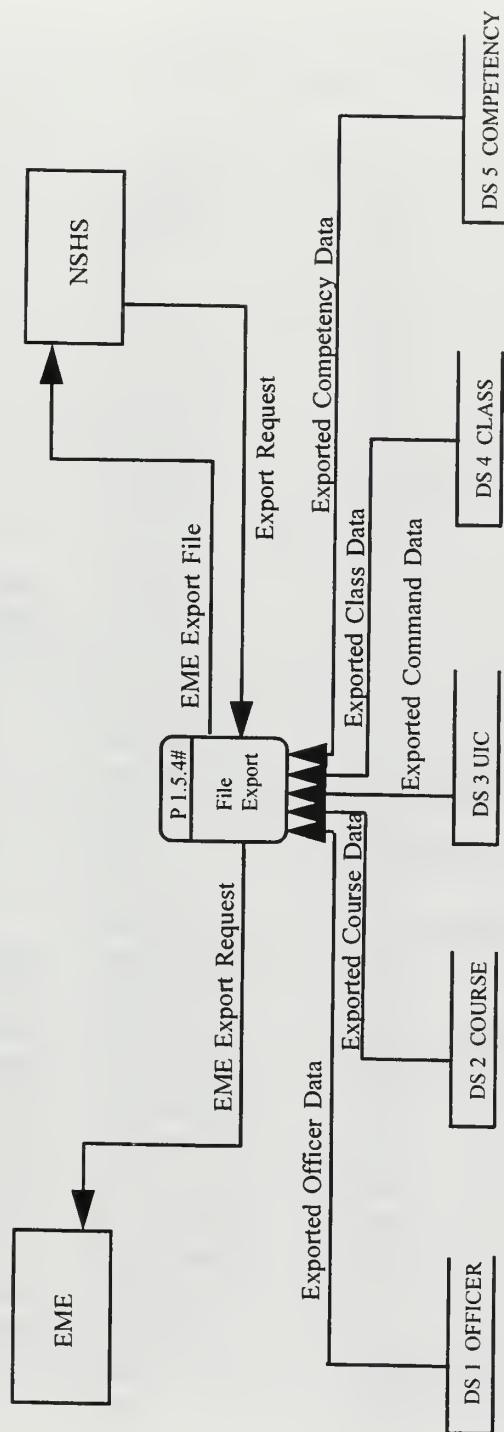 EME
NSHS
EME Export Request
P 1.5.4#
File
Export
EME Export File
Export Request
Exported Officer Data
Exported Course Data
Exported Command Data
Exported Class Data
Exported Competency Data
DS 1 OFFICER
DS 2 COURSE
DS 3 UIC
DS 4 CLASS
DS 5 COMPETENCY